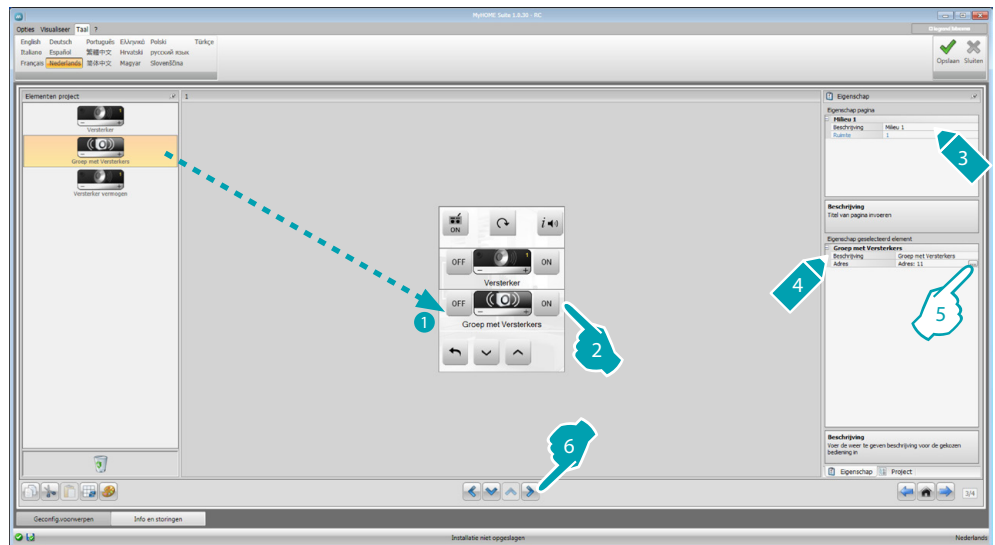 MyHOME Suite 1.0.20 - RC
Opties Visualiseer Taal ?
English Deutsch Português Ελληνικά Polski Türkçe
Italiano Español 繁體中文 Hrvatski русский язык
Français Nederlands 简体中文 Magyar Slovenščina
Opslaan Sluiten
Elementen project
1
Versterker
Groep met Versterkers
Versterker vermogen
ON
i
OFF
ON
Versterker
OFF
ON
Groep met Versterkers
1
2
6
Eigenschap
Eigenschap pagina
Milieu 1
Beschrijving Milieu 1
Ruimte 1
3
Beschrijving
Titel van pagina invoeren
Eigenschap geselecteerd element
Groep met Versterkers
Beschrijving Groep met Versterkers
Adres Adres: 11 ...
4
5
Beschrijving
Voer de weer te geven beschrijving voor de gekozen
bediening in
Eigenschap Project
3/4
Geconfig.voorwerpen Info en storingen
Installatie niet opgeslagen
Nederlands